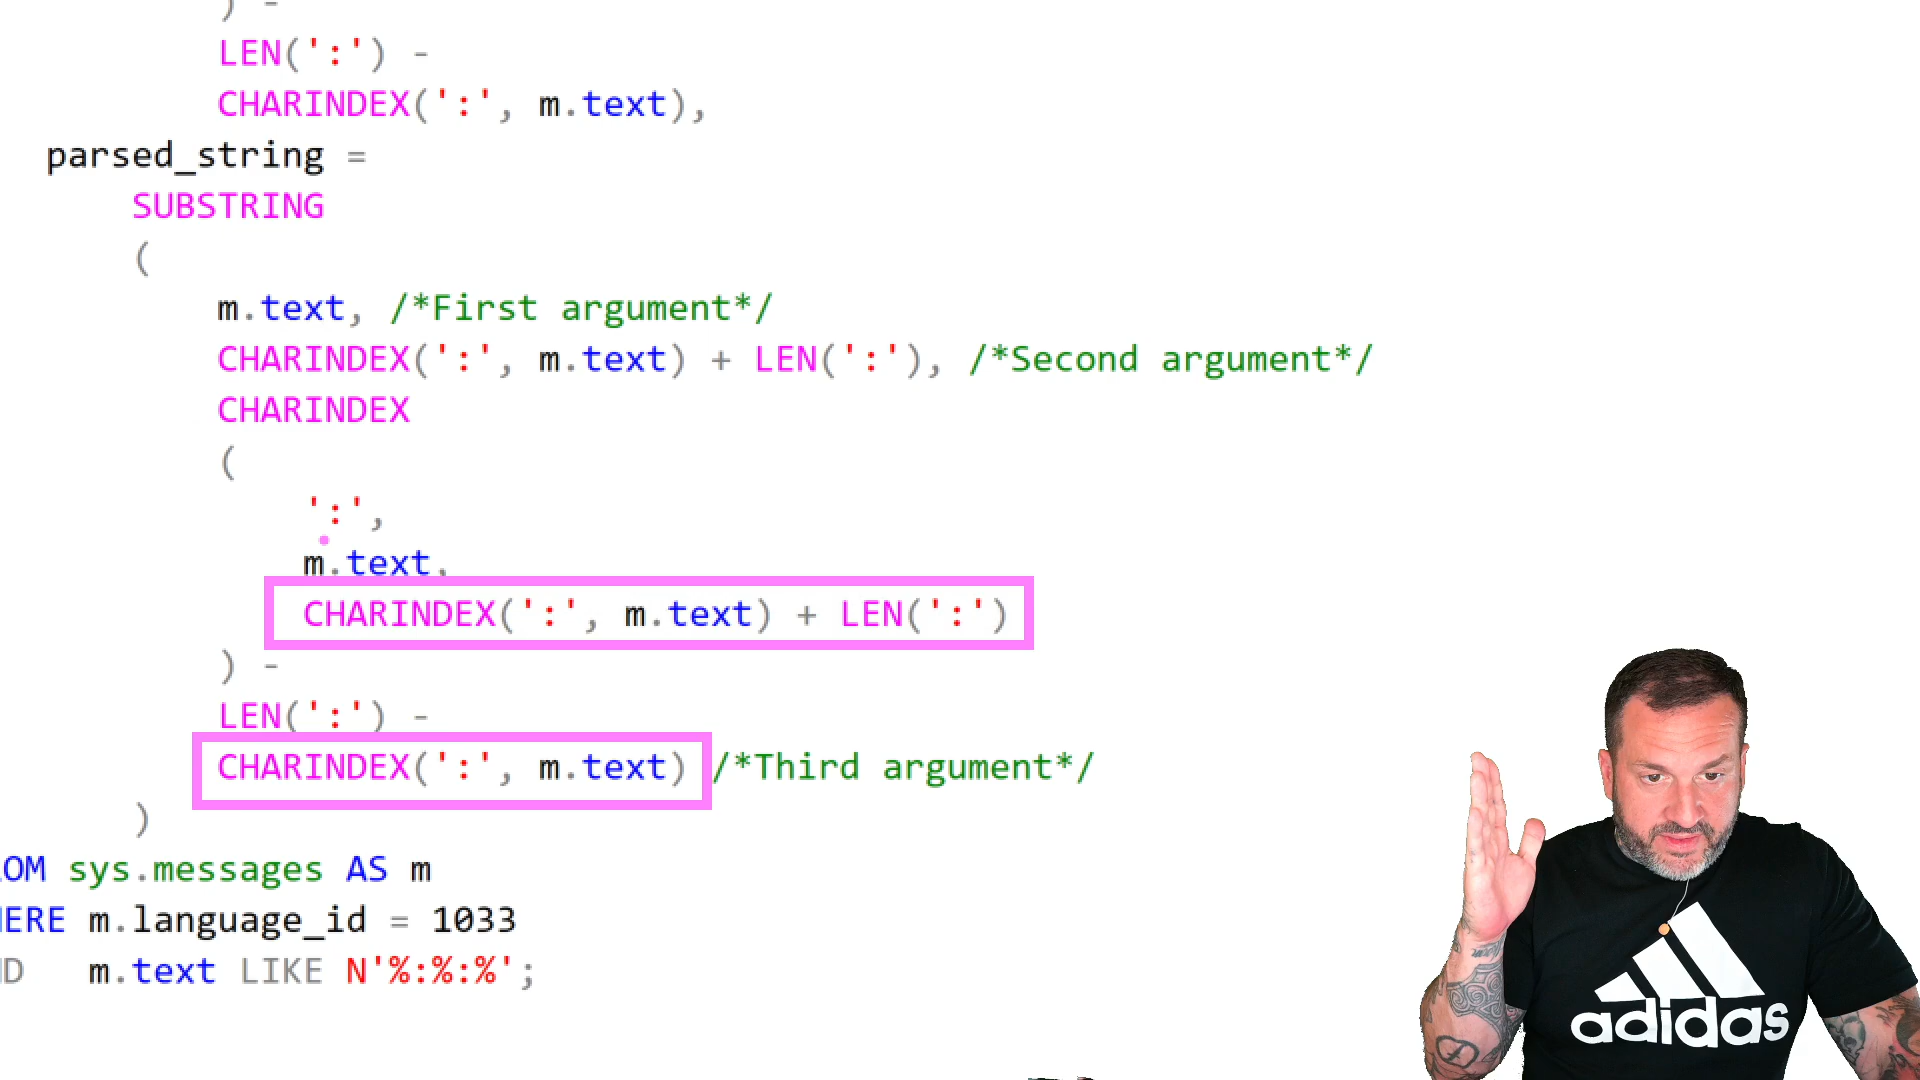 ) -
LEN(':') -
CHARINDEX(':', m.text),
parsed_string =
SUBSTRING
(
m.text, /*First argument*/
CHARINDEX(':', m.text) + LEN(':'), /*Second argument*/
CHARINDEX
(
':',
m.text,
CHARINDEX(':', m.text) + LEN(':')
) -
LEN(':') -
CHARINDEX(':', m.text) /*Third argument*/
)
OM sys.messages AS m
ERE m.language_id = 1033
D m.text LIKE N'%:%:%';
adidas